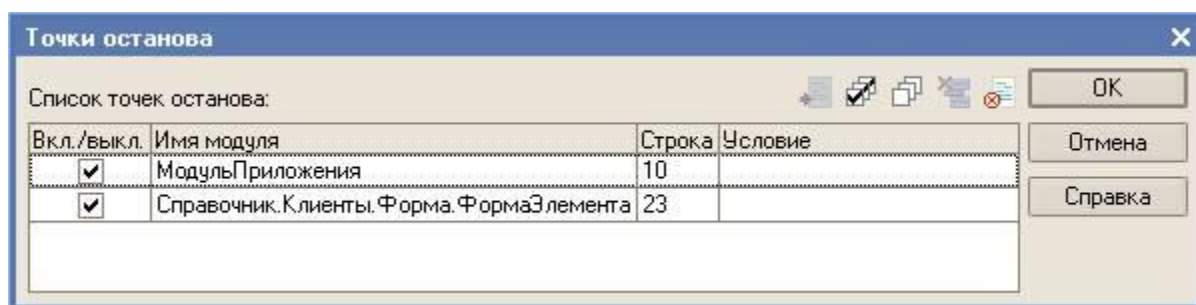 Точки останова
Список точек останова:
OK
Вкл./выкл. Имя модуля Строка Условие
Отмена
МодульПриложения 10
Справочник.Клиенты.Форма.ФормаЭлемента 23
Справка